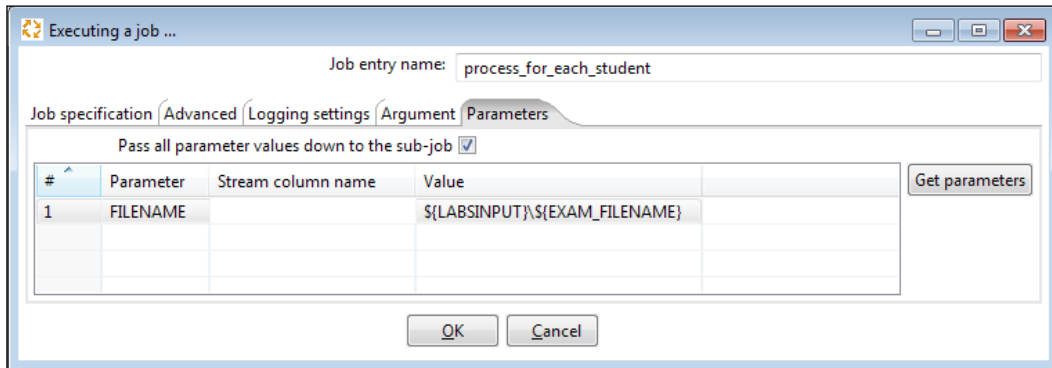 Executing a job ...
Job entry name: process_for_each_student
Job specification Advanced Logging settings Argument Parameters
Pass all parameter values down to the sub-job
# Parameter Stream column name Value
Get parameters
1 FILENAME ${LABSINPUT}\${EXAM_FILENAME}
OK Cancel